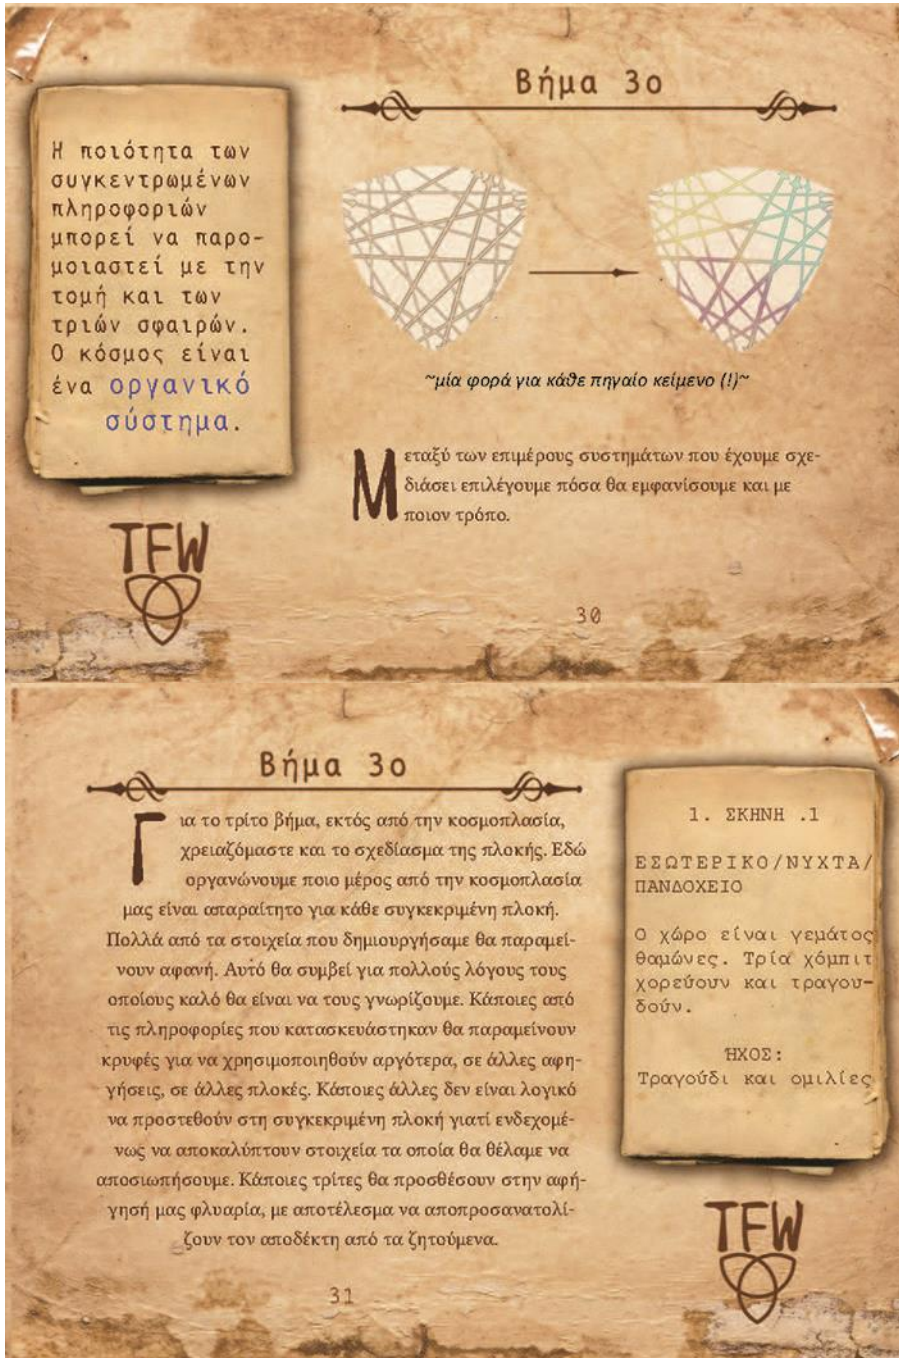 Βήμα 3ο
Η ποιότητα των
συγκεντρωμένων
πληροφοριών
μπορεί να παρο-
μοιαστεί με την
τομή και των
τριών σφαιρών.
Ο κόσμος είναι
ένα οργανικό
σύστημα.
~μία φορά για κάθε πηγαίο κείμενο (!)~
Μεταξύ των επιμέρους συστημάτων που έχουμε σχε-
διάσει επιλέγουμε πόσα θα εμφανίσουμε και με
ποιον τρόπο.
TFW
30
Βήμα 3ο
Για το τρίτο βήμα, εκτός από την κοσμοπλασία,
χρειαζόμαστε και το σχεδίασμα της πλοκής. Εδώ
οργανώνουμε ποιο μέρος από την κοσμοπλασία
μας είναι απαραίτητο για κάθε συγκεκριμένη πλοκή.
Πολλά από τα στοιχεία που δημιουργήσαμε θα παραμεί-
νουν αφανή. Αυτό θα συμβεί για πολλούς λόγους τους
οποίους καλό θα είναι να τους γνωρίζουμε. Κάποιες από
τις πληροφορίες που κατασκευάστηκαν θα παραμείνουν
κρυφές για να χρησιμοποιηθούν αργότερα, σε άλλες αφη-
γήσεις, σε άλλες πλοκές. Κάποιες άλλες δεν είναι λογικό
να προστεθούν στη συγκεκριμένη πλοκή γιατί ενδεχομέ-
νως να αποκαλύπτουν στοιχεία τα οποία θα θέλαμε να
αποσιωπήσουμε. Κάποιες τρίτες θα προσθέσουν στην αφή-
γησή μας φλυαρία, με αποτέλεσμα να αποπροσανατολί-
ζουν τον αποδέκτη από τα ζητούμενα.
31
1. ΣΚΗΝΗ .1
ΕΣΩΤΕΡΙΚΟ/ΝΥΧΤΑ/
ΠΑΝΔΟΧΕΙΟ
Ο χώρο είναι γεμάτος
θαμώνες. Τρία χόμπιτ
χορεύουν και τραγου-
δούν.
ΉΧΟΣ:
Τραγούδι και ομιλίες
TFW